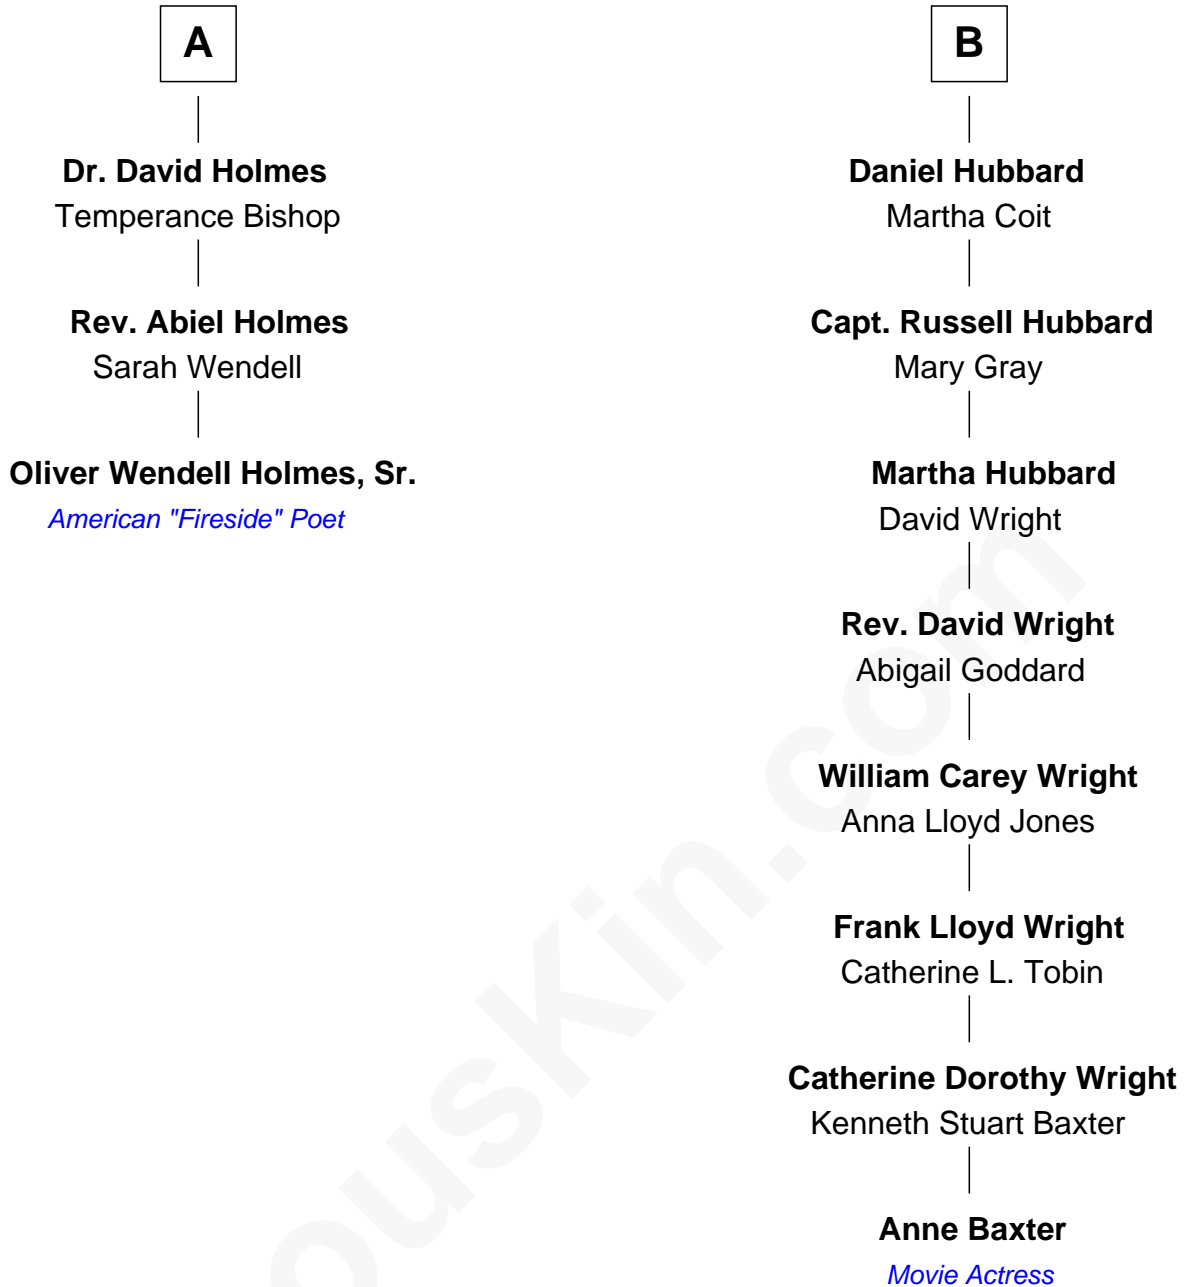 A
Dr. David Holmes
Temperance Bishop
Rev. Abiel Holmes
Sarah Wendell
Oliver Wendell Holmes, Sr.
American "Fireside" Poet
B
Daniel Hubbard
Martha Coit
Capt. Russell Hubbard
Mary Gray
Martha Hubbard
David Wright
Rev. David Wright
Abigail Goddard
William Carey Wright
Anna Lloyd Jones
Frank Lloyd Wright
Catherine L. Tobin
Catherine Dorothy Wright
Kenneth Stuart Baxter
Anne Baxter
Movie Actress
ouskin.com